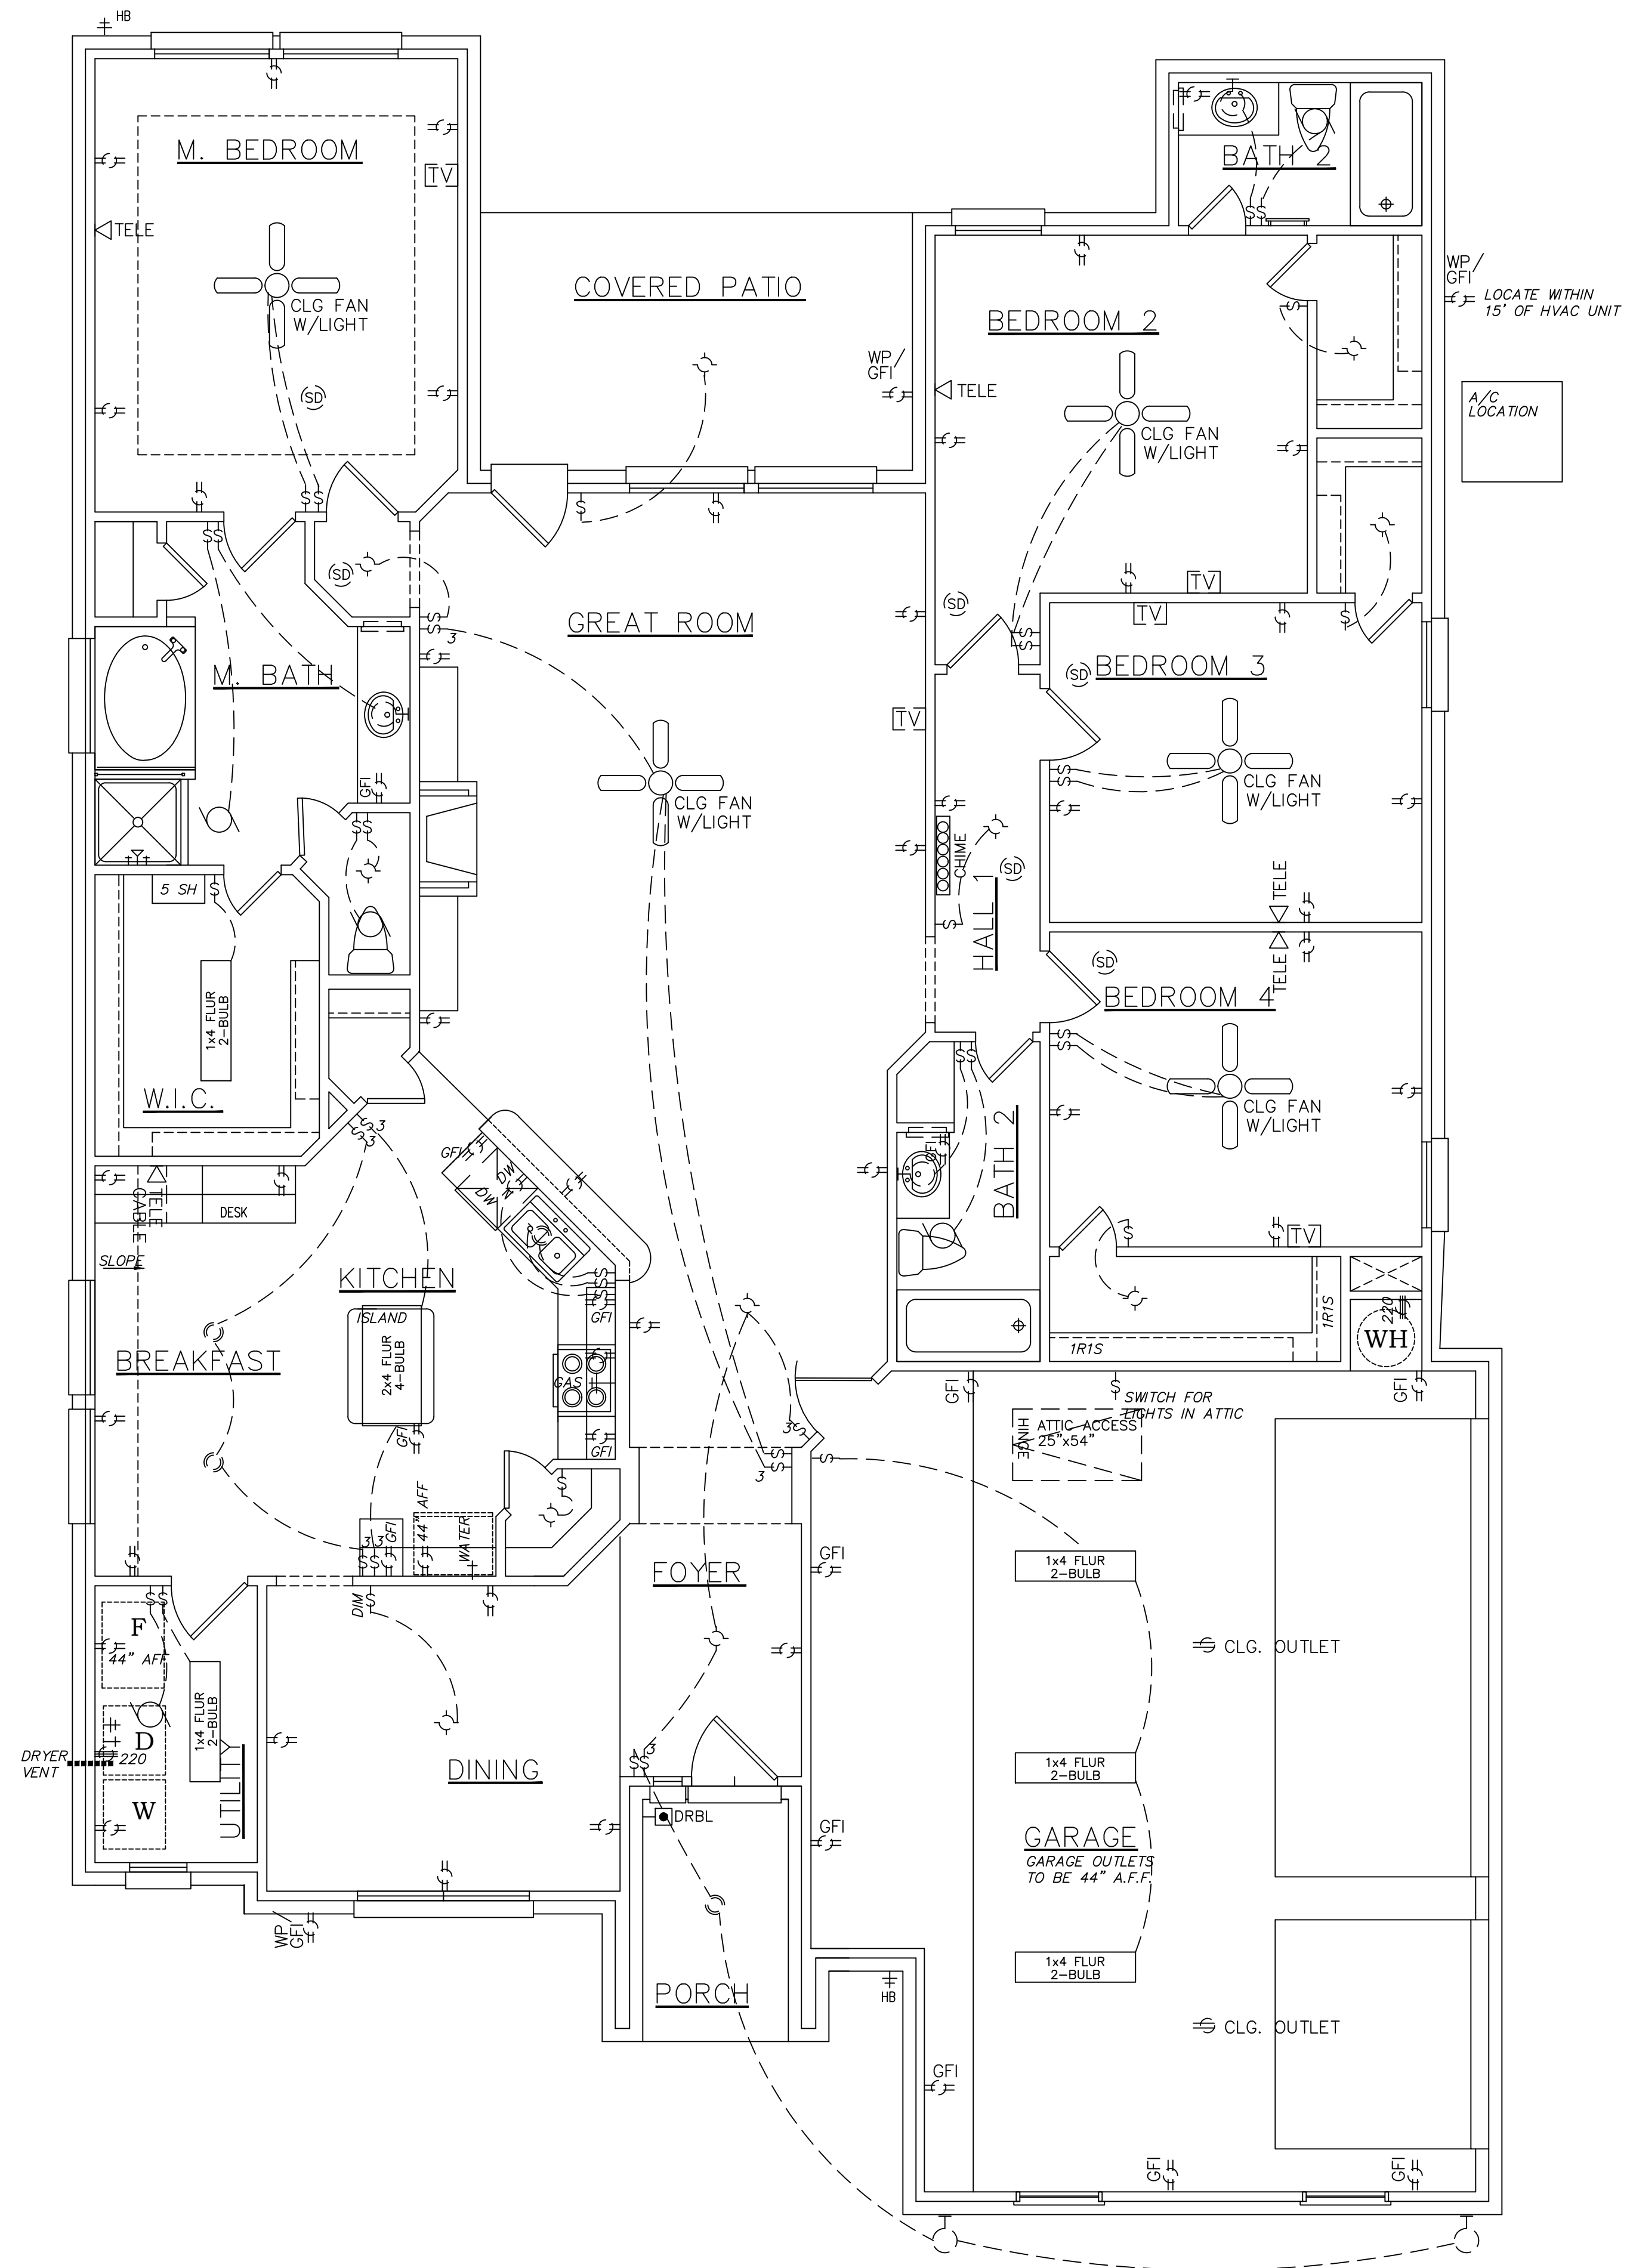 HB
M. BEDROOM
TV
TELE
CLG FAN
W/LIGHT
SD
COVERED PATIO
WP/
GFI
BATH 2
S S
WP/
GFI
LOCATE WITHIN
15' OF HVAC UNIT
A/C
LOCATION
BEDROOM 2
TELE
CLG FAN
W/LIGHT
S
SD
S
S
TV
TV
S
S S
S S
S
SD
S
S
3
GREAT ROOM
TV
CLG FAN
W/LIGHT
M. BATH
GFI
S S
5 SH
S
1x4 FLUR
2-BULB
W.I.C.
SD
BEDROOM 3
S
S
CLG FAN
W/LIGHT
TELE
CHIME
SD
S
HALL 1
TELE
SD
BEDROOM 4
S
S
CLG FAN
W/LIGHT
S
TV
S S
BATH 2
GFI
1R1S
1R1S
220
WH
S
3
S
3
TELE
CABLE
DESK
SLOPE
GFI
DW
DW
KITCHEN
ISLAND
2x4 FLUR
4-BULB
GFI
S
S
S
GFI
GAS
GFI
BREAKFAST
S
44" AFF
WATER
GFI
3 3
S S
DIM
S
3
S
S
S
3
S
GFI
S
SWITCH FOR
LIGHTS IN ATTIC
GFI
HINGE
ATTIC ACCESS
25"x54"
FOYER
GFI
1x4 FLUR
2-BULB
CLG. OUTLET
S S
F
44" AFF
1x4 FLUR
2-BULB
D
220
DRYER
VENT
W
UTILITY
DINING
S S
3
DRBL
1x4 FLUR
2-BULB
GFI
GARAGE
GARAGE OUTLETS
TO BE 44" A.F.F.
WP
GFI
PORCH
HB
1x4 FLUR
2-BULB
CLG. OUTLET
GFI
GFI
GFI